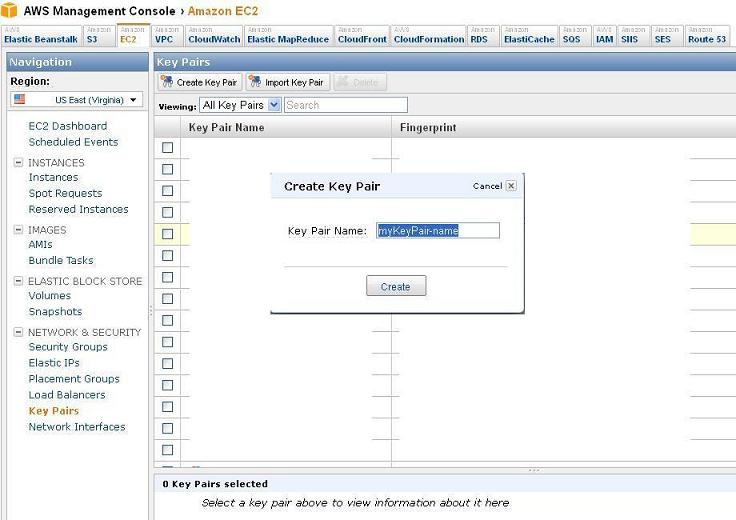 AWS Management Console › Amazon EC2
AWS
Elastic Beanstalk
Amazon
S3
Amazon
EC2
Amazon
VPC
Amazon
CloudWatch
Amazon
Elastic MapReduce
Amazon
CloudFront
AWS
CloudFormation
Amazon
RDS
Amazon
ElastiCache
Amazon
SQS
AWS
IAM
Amazon
SNS
Amazon
SES
Amazon
Route 53
Navigation
Region:
US East (Virginia)
EC2 Dashboard
Scheduled Events
INSTANCES
Instances
Spot Requests
Reserved Instances
IMAGES
AMIs
Bundle Tasks
ELASTIC BLOCK STORE
Volumes
Snapshots
NETWORK & SECURITY
Security Groups
Elastic IPs
Placement Groups
Load Balancers
Key Pairs
Network Interfaces
Key Pairs
Create Key Pair
Import Key Pair
Delete
Viewing: All Key Pairs Search
Key Pair Name
Fingerprint
Create Key Pair
Cancel
Key Pair Name: myKeyPair-name
Create
0 Key Pairs selected
Select a key pair above to view information about it here